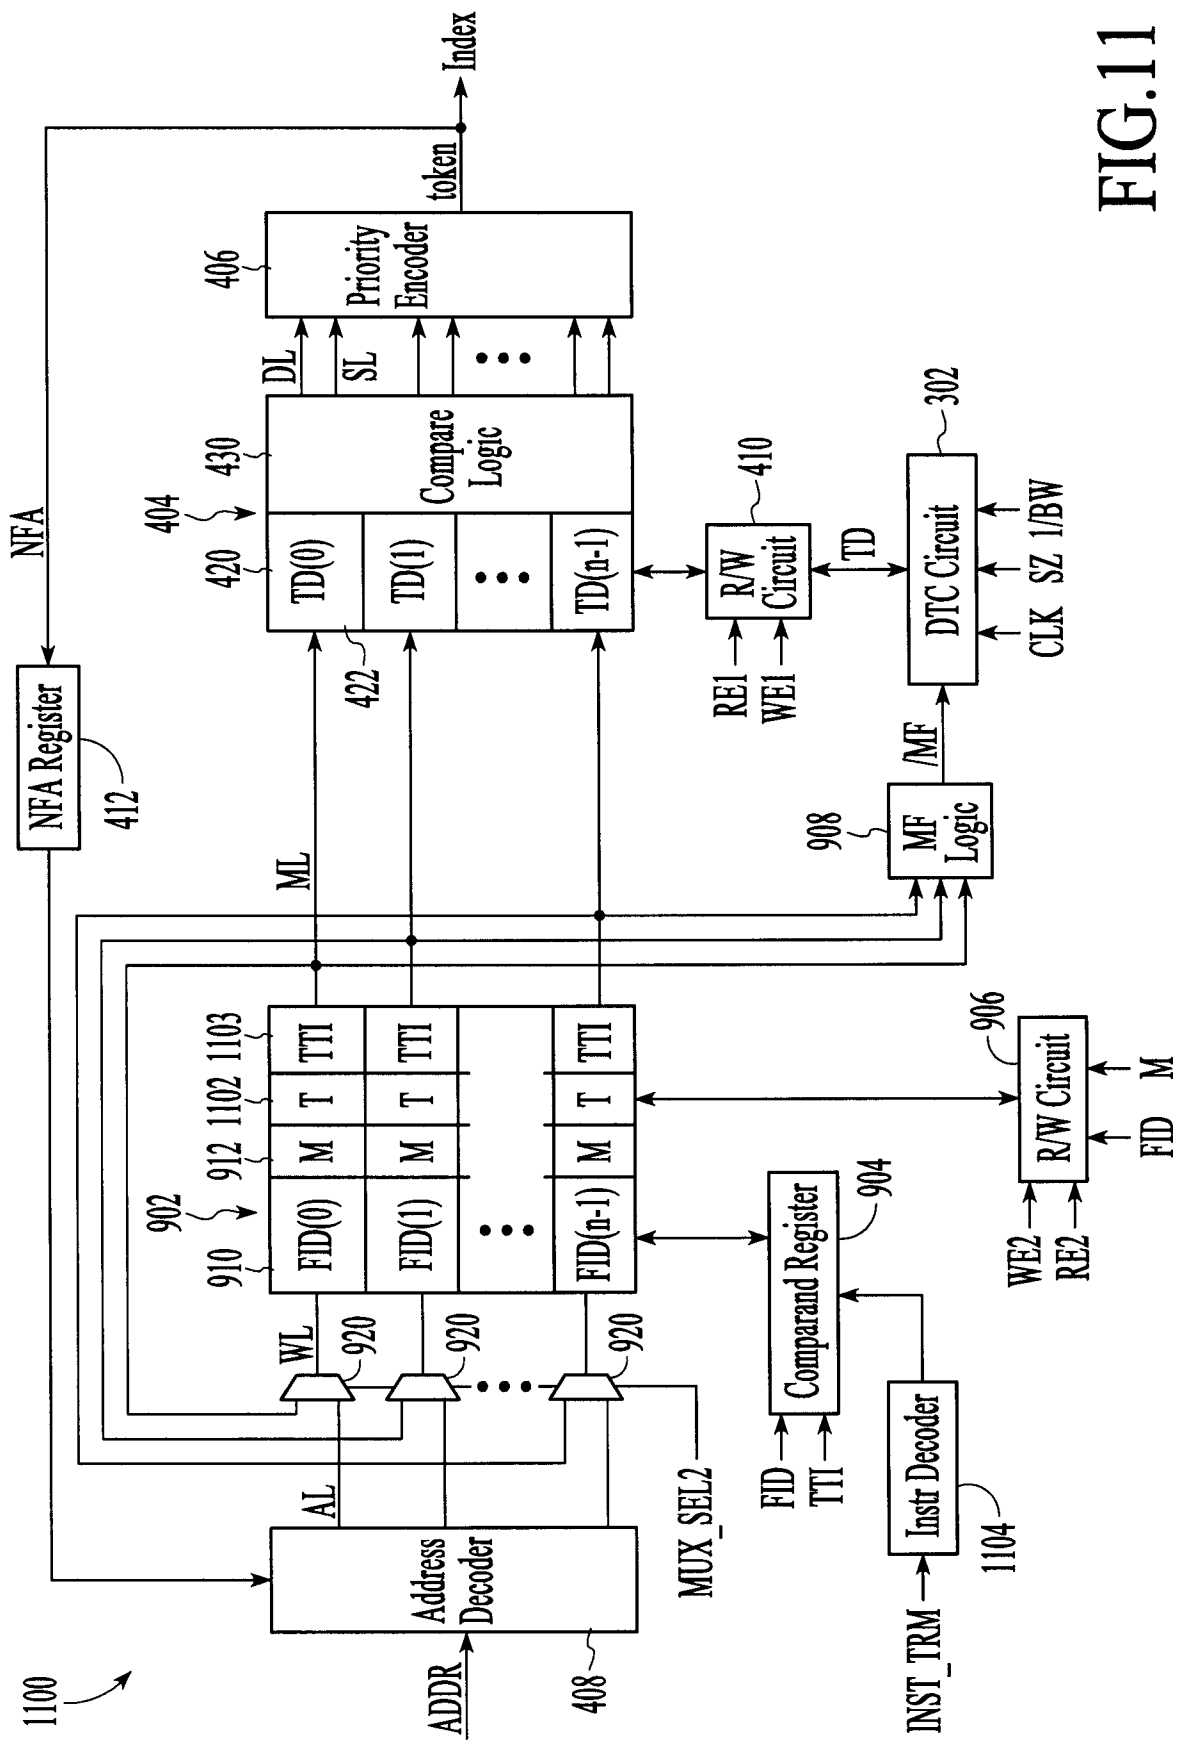 1100
NFA
NFA Register
412
token
Index
406
Priority
Encoder
DL
SL
404
420
430
TD(0)
TD(1)
TD(n-1)
422
Compare
Logic
ML
902
910
912
1102
1103
FID(0)
M
T
TTI
FID(1)
M
T
TTI
FID(n-1)
M
T
TTI
WL
920
920
920
AL
Address
Decoder
408
ADDR
MUX_SEL2
R/W
Circuit
410
RE1
WE1
TD
DTC Circuit
302
CLK
SZ
1/BW
/MF
MF
Logic
908
Comparand Register
904
FID
TTI
R/W Circuit
906
WE2
RE2
FID
M
Instr Decoder
1104
INST_TRM
FIG.11